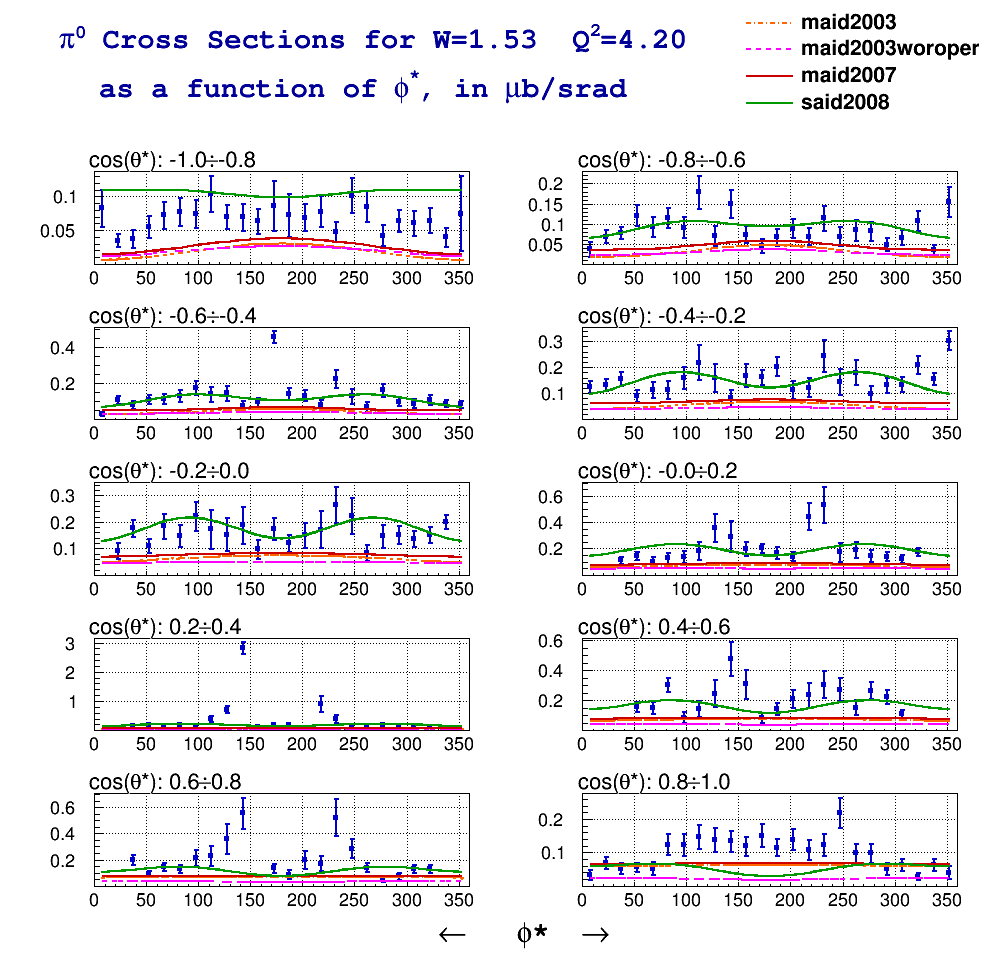 π⁰ Cross Sections for W=1.53 Q²=4.20
as a function of ϕ*, in μb/srad
maid2003
maid2003woroper
maid2007
said2008
cos(θ*): -1.0÷-0.8
0.1
0.05
0 50 100 150 200 250 300 350
cos(θ*): -0.8÷-0.6
0.2
0.15
0.1
0.05
0 50 100 150 200 250 300 350
cos(θ*): -0.6÷-0.4
0.4
0.2
0 50 100 150 200 250 300 350
cos(θ*): -0.4÷-0.2
0.3
0.2
0.1
0 50 100 150 200 250 300 350
cos(θ*): -0.2÷0.0
0.3
0.2
0.1
0 50 100 150 200 250 300 350
cos(θ*): -0.0÷0.2
0.6
0.4
0.2
0 50 100 150 200 250 300 350
cos(θ*): 0.2÷0.4
3
2
1
0 50 100 150 200 250 300 350
cos(θ*): 0.4÷0.6
0.6
0.4
0.2
0 50 100 150 200 250 300 350
cos(θ*): 0.6÷0.8
0.6
0.4
0.2
0 50 100 150 200 250 300 350
cos(θ*): 0.8÷1.0
0.2
0.1
0 50 100 150 200 250 300 350
← ϕ* →